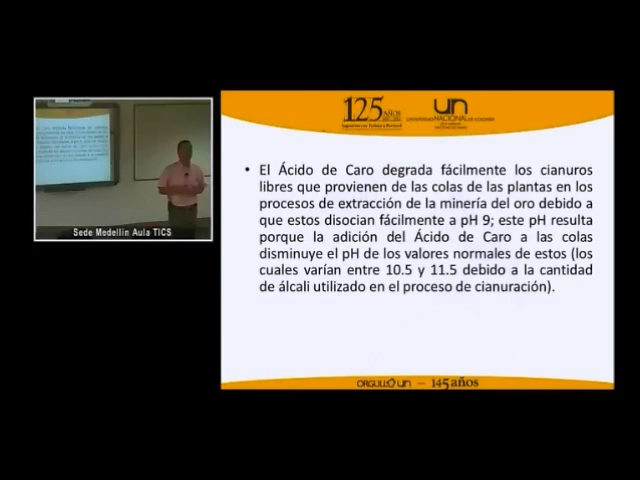 125 AÑOS
UN
UNIVERSIDAD NACIONAL DE COLOMBIA
• El Ácido de Caro degrada fácilmente los cianuros
libres que provienen de las colas de las plantas en los
procesos de extracción de la minería del oro debido a
que estos disocian fácilmente a pH 9; este pH resulta
porque la adición del Ácido de Caro a las colas
disminuye el pH de los valores normales de estos (los
cuales varían entre 10.5 y 11.5 debido a la cantidad
de álcali utilizado en el proceso de cianuración).
Sede Medellín Aula TICS
ORGULLO UN — 145años